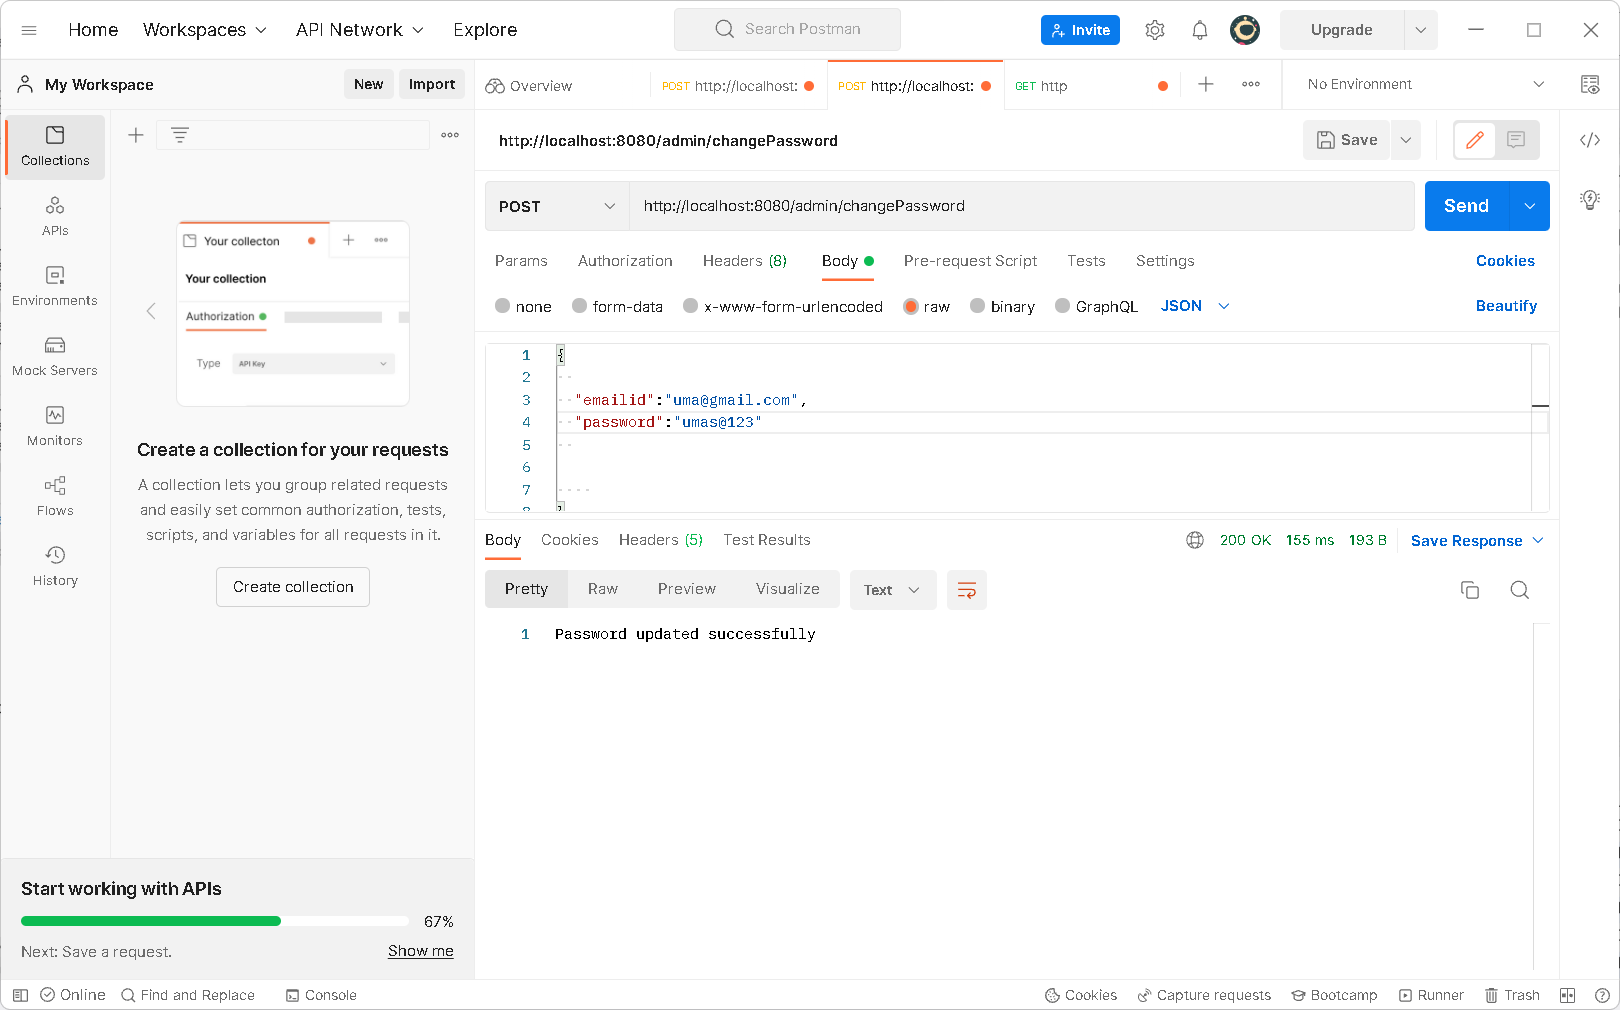 Home Workspaces API Network Explore Search Postman Invite Upgrade
My Workspace New Import Overview POST http://localhost: POST http://localhost: GET http No Environment
Collections
APIs
Environments
Mock Servers
Monitors
Flows
History
Your collecton
Your collection
Authorization
Type API Key
Create a collection for your requests
A collection lets you group related requests
and easily set common authorization, tests,
scripts, and variables for all requests in it.
Create collection
Start working with APIs
67%
Next: Save a request. Show me
http://localhost:8080/admin/changePassword Save
POST http://localhost:8080/admin/changePassword Send
Params Authorization Headers (8) Body Pre-request Script Tests Settings Cookies
none form-data x-www-form-urlencoded raw binary GraphQL JSON Beautify
1 {
2
3 "emailid":"uma@gmail.com",
4 "password":"umas@123"
5
6
7
8 }
Body Cookies Headers (5) Test Results 200 OK 155 ms 193 B Save Response
Pretty Raw Preview Visualize Text
1 Password updated successfully
Online Find and Replace Console Cookies Capture requests Bootcamp Runner Trash